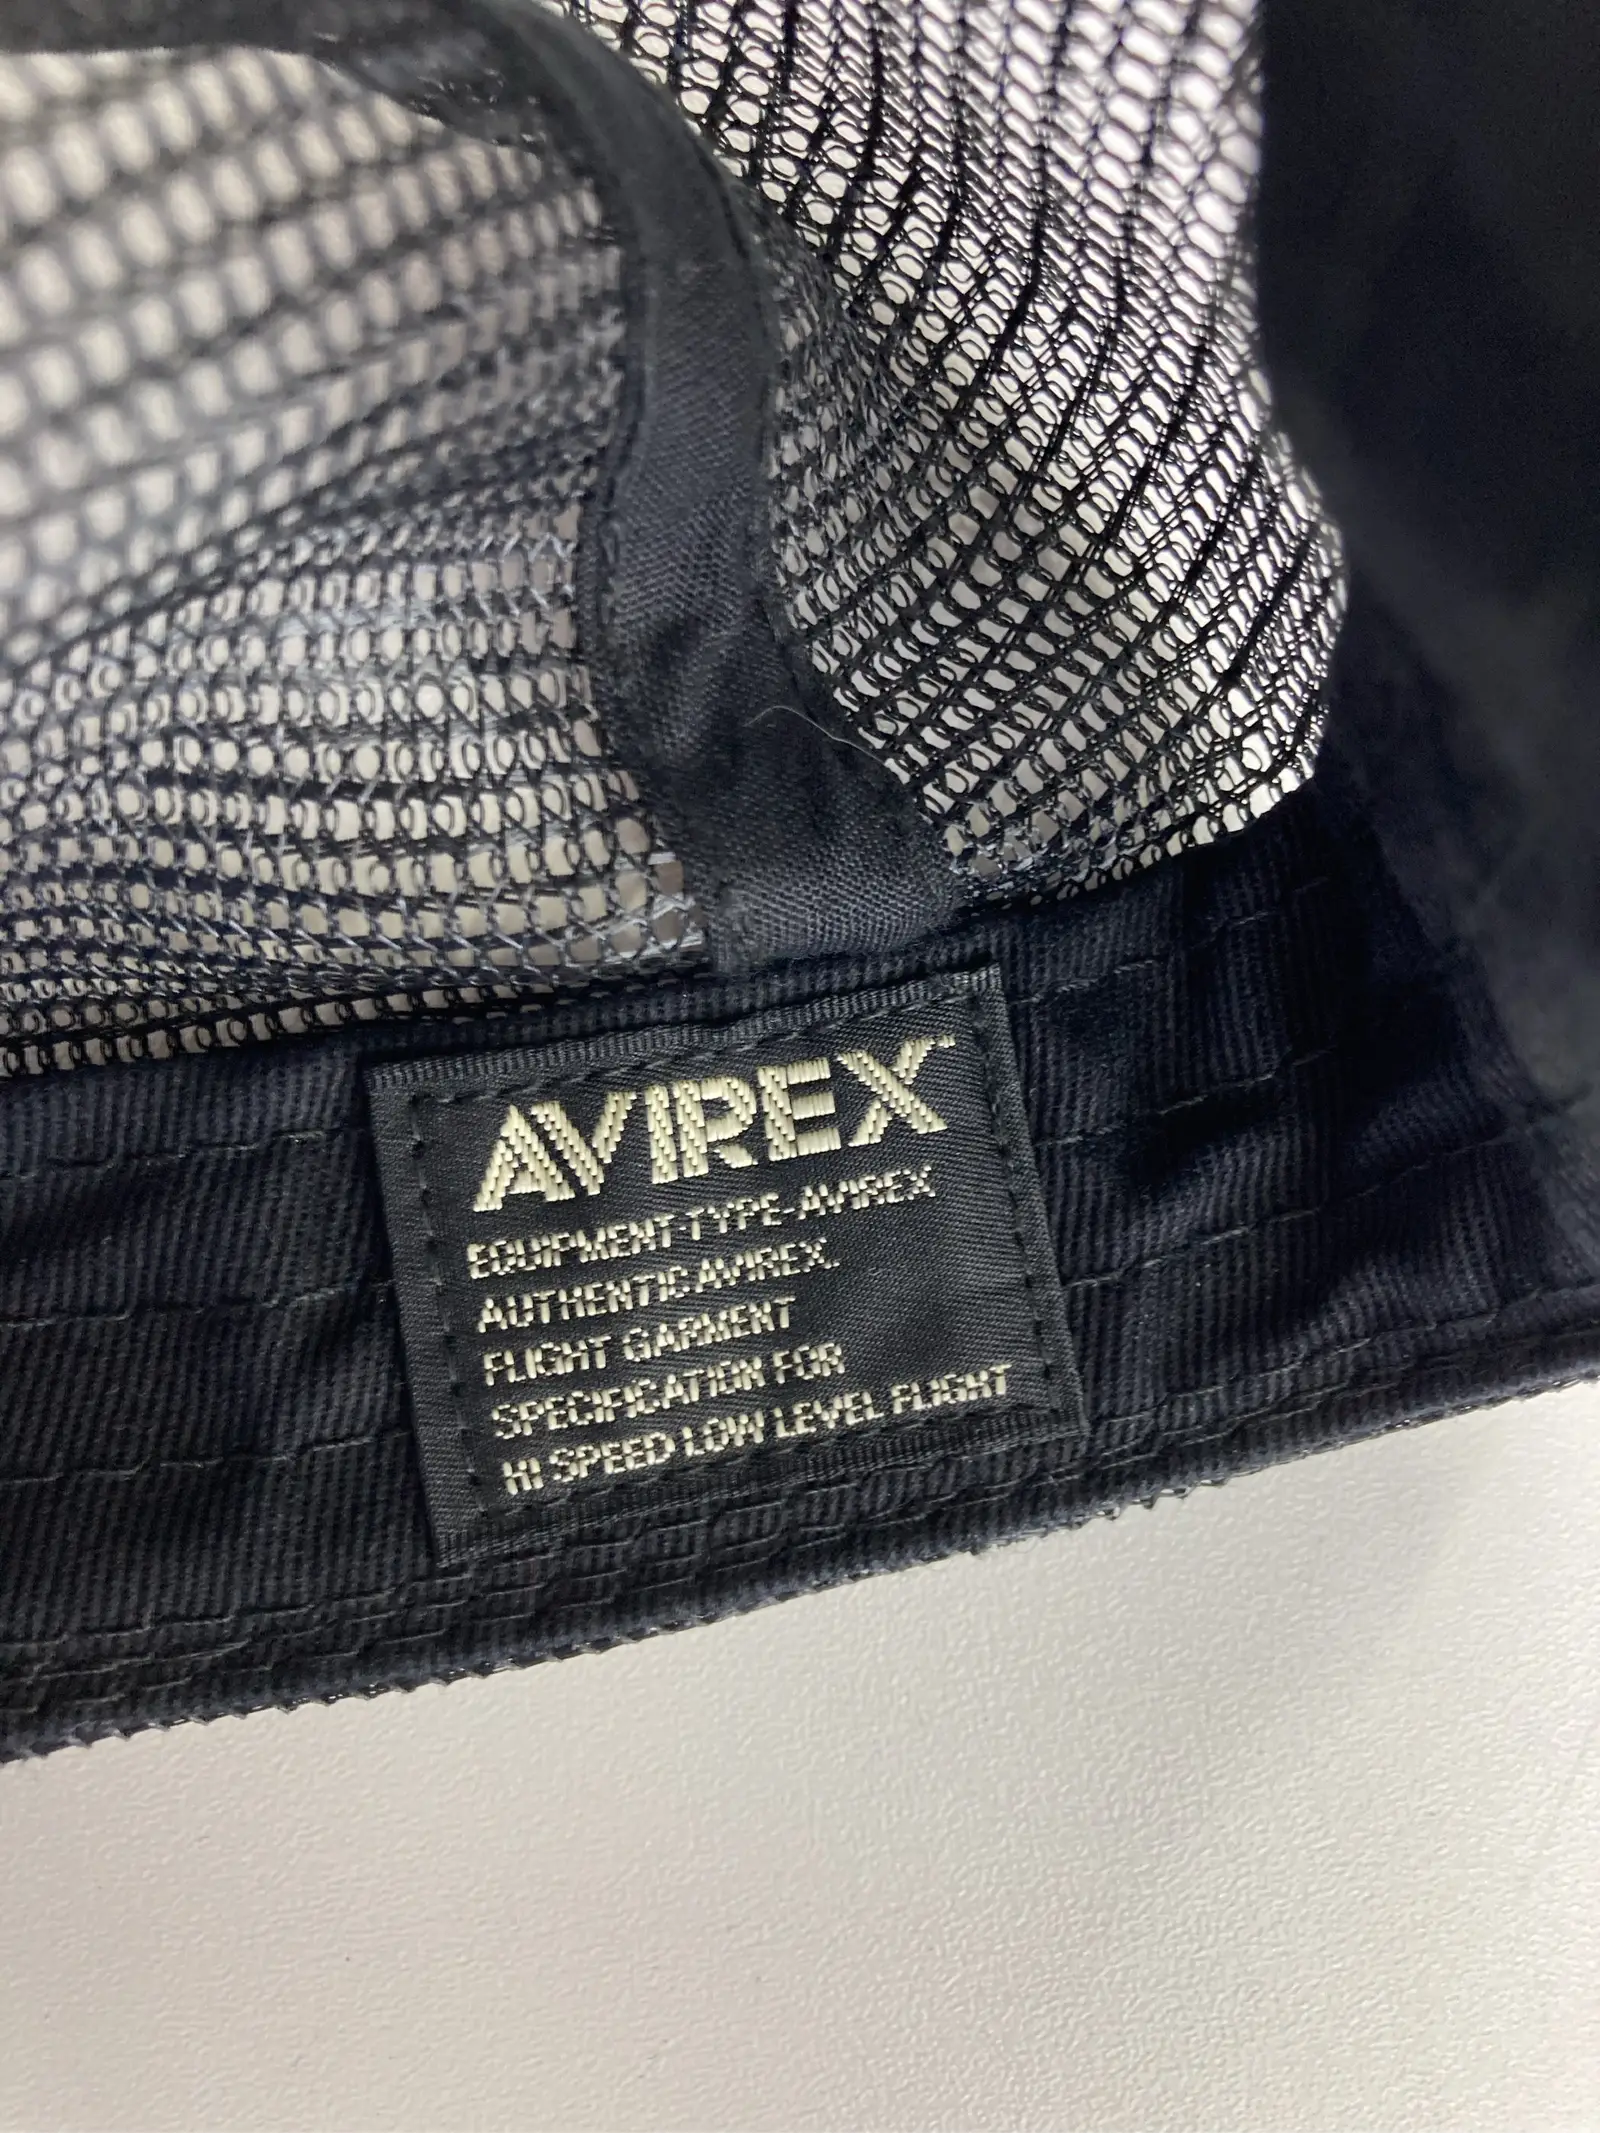 AVIREX
EQUIPMENT-TYPE-AVIREX
AUTHENTIC AVIREX.
FLIGHT GARMENT
SPECIFICATION FOR
HI SPEED LOW LEVEL FLIGHT